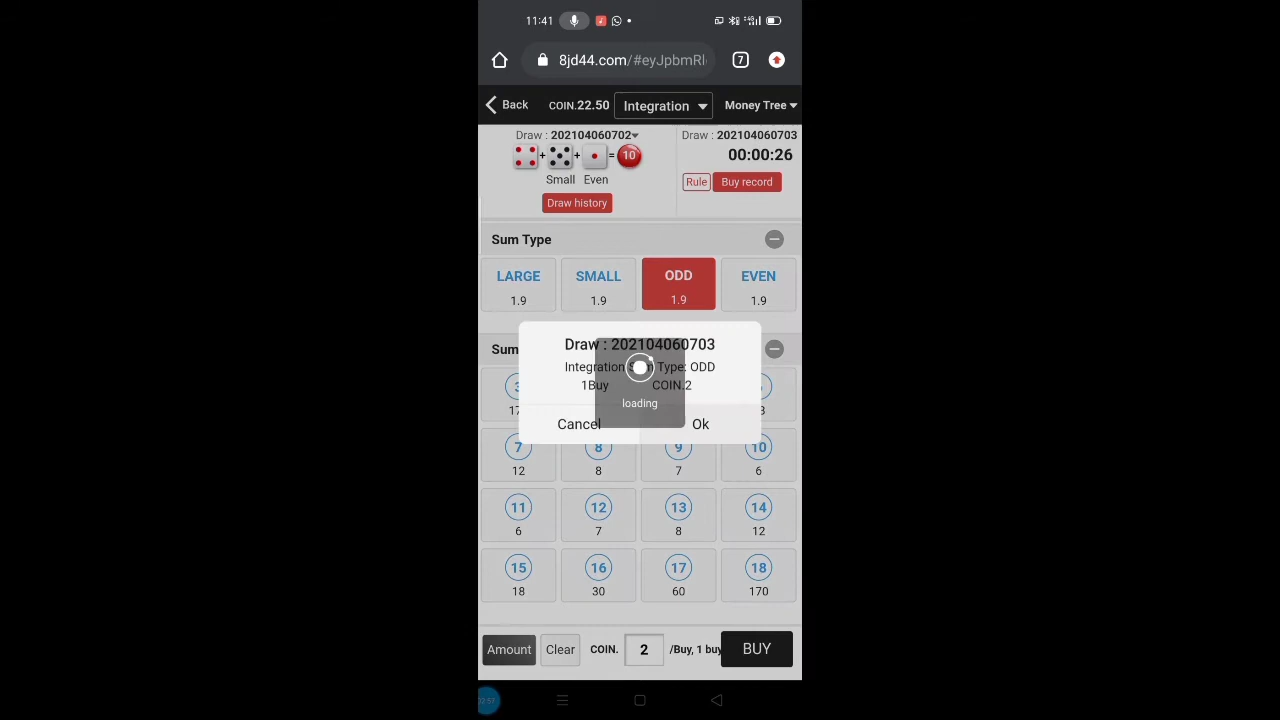 11:41
8jd44.com/#eyJpbmRl
7
Back
COIN.22.50
Integration
Money Tree
Draw : 202104060702
+ + = 10
Small Even
Draw history
Draw : 202104060703
00:00:26
Rule
Buy record
Sum Type
LARGE SMALL ODD EVEN
1.9 1.9 1.9 1.9
Sum
Draw : 202104060703
Integration Sum Type: ODD
1Buy COIN.2
loading
Cancel Ok
7 8 9 10
12 8 7 6
11 12 13 14
6 7 8 12
15 16 17 18
18 30 60 170
Amount
Clear
COIN.
2
/Buy, 1 buy
BUY
02:57